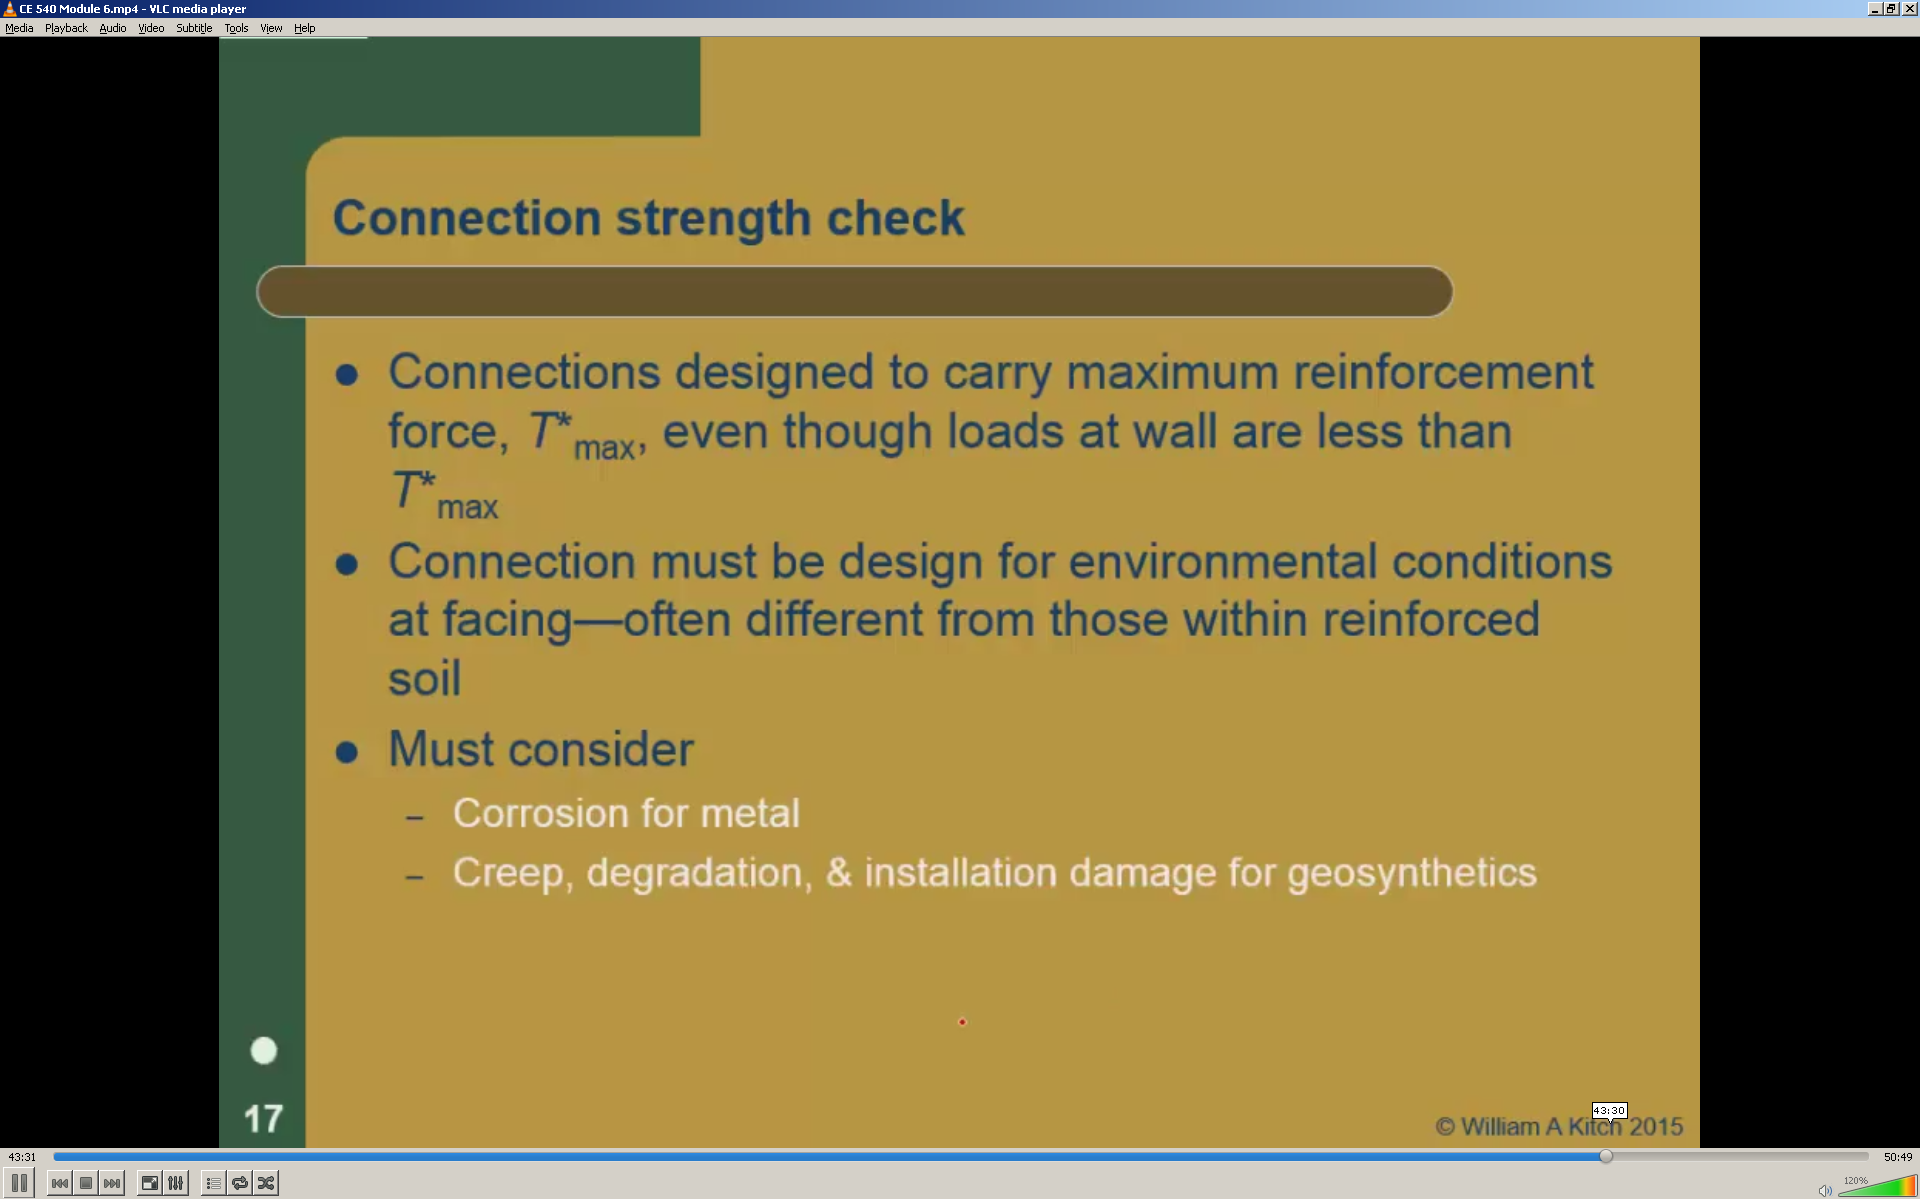 CE 540 Module 6.mp4 - VLC media player
Media Playback Audio Video Subtitle Tools View Help
Connection strength check
● Connections designed to carry maximum reinforcement
force, T*max, even though loads at wall are less than
T*max
● Connection must be design for environmental conditions
at facing—often different from those within reinforced
soil
● Must consider
– Corrosion for metal
– Creep, degradation, & installation damage for geosynthetics
17
43:30
© William A Kitch 2015
43:31
50:49
120%